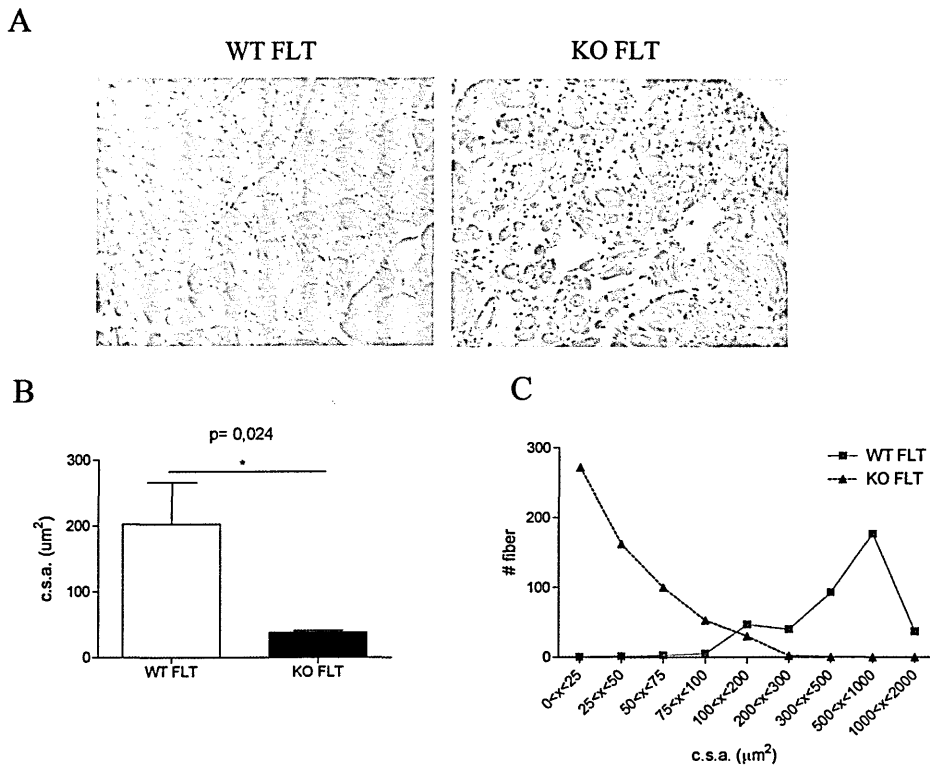 A
WT FLT
KO FLT
B
p= 0,024
*
300
200
100
0
c.s.a. (um²)
WT FLT
KO FLT
C
WT FLT
KO FLT
300
200
100
0
# fiber
0<x<25
25<x<50
50<x<75
75<x<100
100<x<200
200<x<300
300<x<500
500<x<1000
1000<x<2000
c.s.a. (μm²)